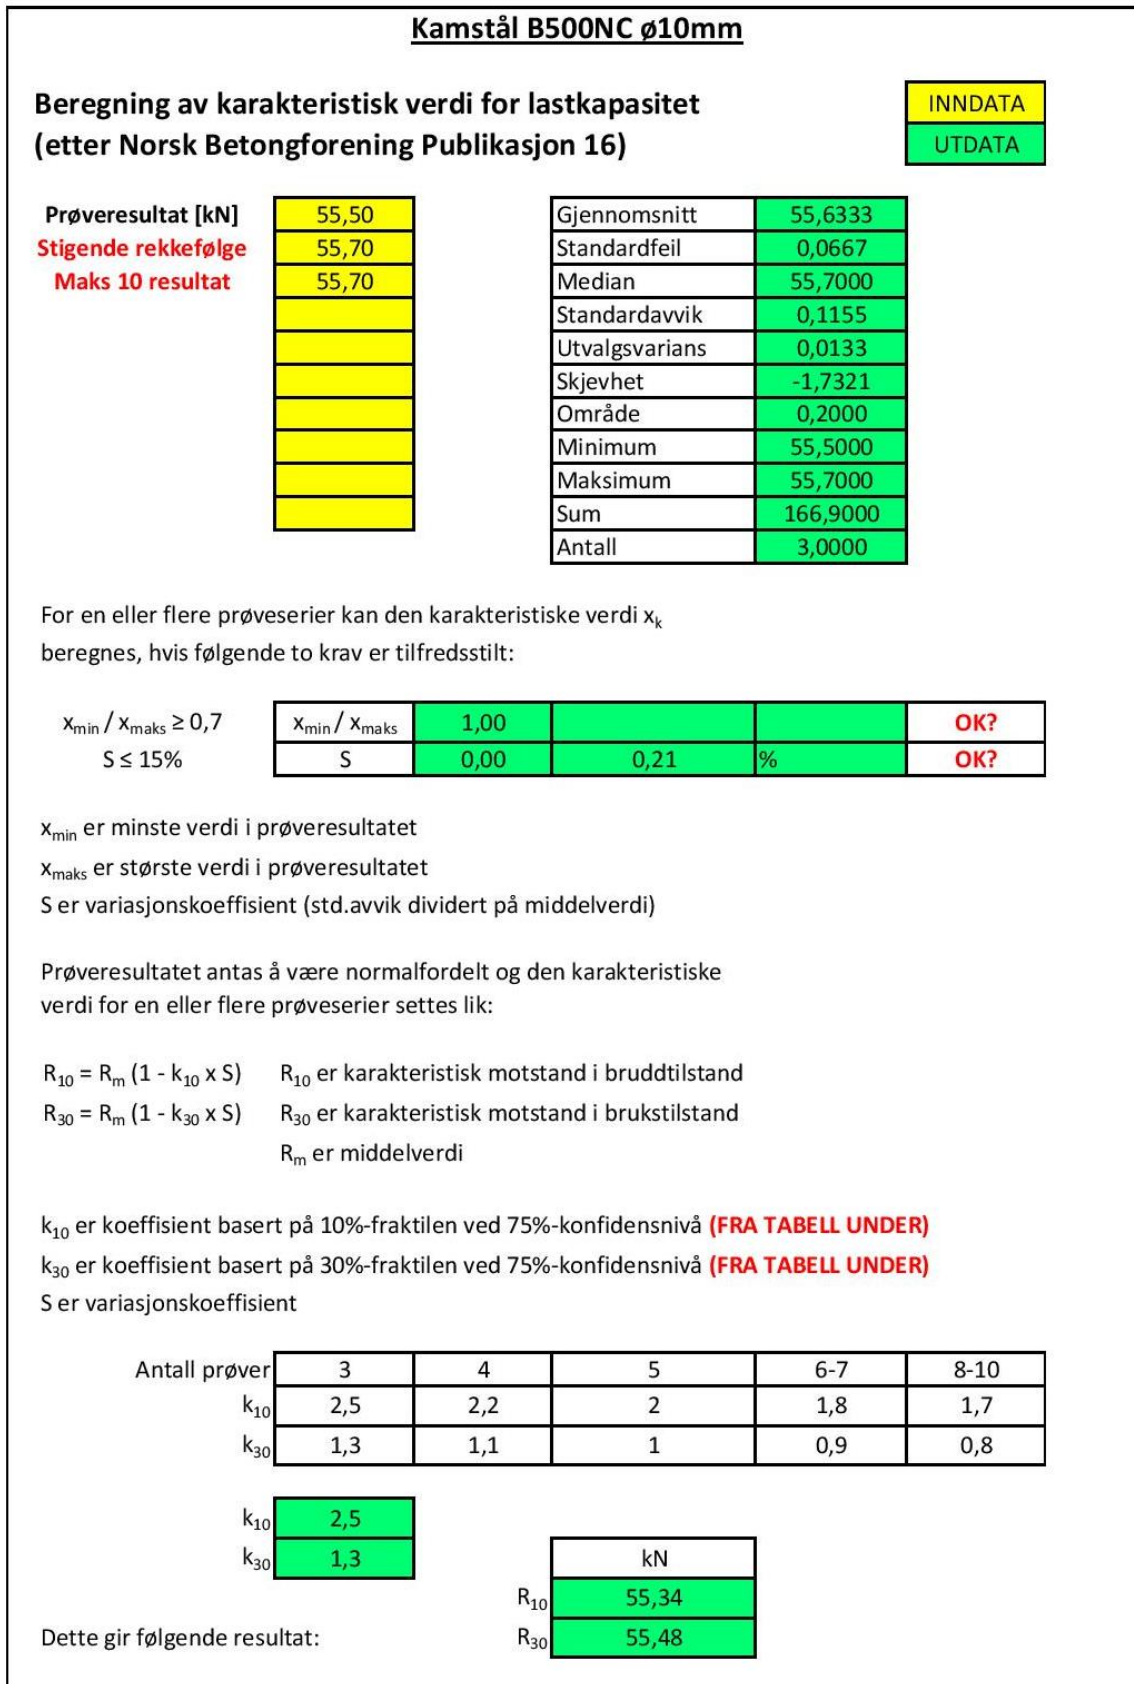 Kamstål B500NC ø10mm
Beregning av karakteristisk verdi for lastkapasitet
(etter Norsk Betongforening Publikasjon 16)
INNDATA
UTDATA
Prøveresultat [kN] 55,50
Stigende rekkefølge 55,70
Maks 10 resultat 55,70
Gjennomsnitt 55,6333
Standardfeil 0,0667
Median 55,7000
Standardavvik 0,1155
Utvalgsvarians 0,0133
Skjevhet -1,7321
Område 0,2000
Minimum 55,5000
Maksimum 55,7000
Sum 166,9000
Antall 3,0000
For en eller flere prøveserier kan den karakteristiske verdi xk
beregnes, hvis følgende to krav er tilfredsstilt:
xmin / xmaks ≥ 0,7 xmin / xmaks 1,00 OK?
S ≤ 15% S 0,00 0,21 % OK?
xmin er minste verdi i prøveresultatet
xmaks er største verdi i prøveresultatet
S er variasjonskoeffisient (std.avvik dividert på middelverdi)
Prøveresultatet antas å være normalfordelt og den karakteristiske
verdi for en eller flere prøveserier settes lik:
R10 = Rm (1 - k10 x S) R10 er karakteristisk motstand i bruddtilstand
R30 = Rm (1 - k30 x S) R30 er karakteristisk motstand i brukstilstand
Rm er middelverdi
k10 er koeffisient basert på 10%-fraktilen ved 75%-konfidensnivå (FRA TABELL UNDER)
k30 er koeffisient basert på 30%-fraktilen ved 75%-konfidensnivå (FRA TABELL UNDER)
S er variasjonskoeffisient
Antall prøver 3 4 5 6-7 8-10
k10 2,5 2,2 2 1,8 1,7
k30 1,3 1,1 1 0,9 0,8
k10 2,5
k30 1,3
kN
R10 55,34
Dette gir følgende resultat: R30 55,48